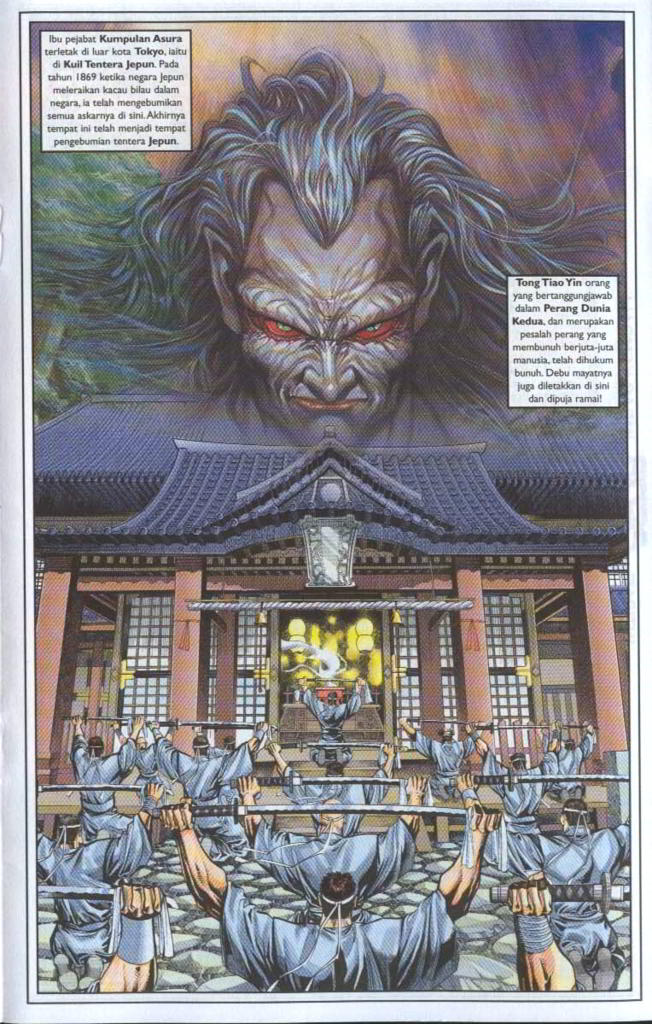 Ibu pejabat Kumpulan Asura
terletak di luar kota Tokyo, iaitu
di Kuil Tentera Jepun. Pada
tahun 1869 ketika negara Jepun
meleraikan kacau bilau dalam
negara, ia telah mengebumikan
semua askarnya di sini. Akhirnya
tempat ini telah menjadi tempat
pengebumian tentera Jepun.
Tong Tiao Yin orang
yang bertanggungjawab
dalam Perang Dunia
Kedua, dan merupakan
pesalah perang yang
membunuh berjuta-juta
manusia, telah dihukum
bunuh. Debu mayatnya
juga diletakkan di sini
dan dipuja ramai!